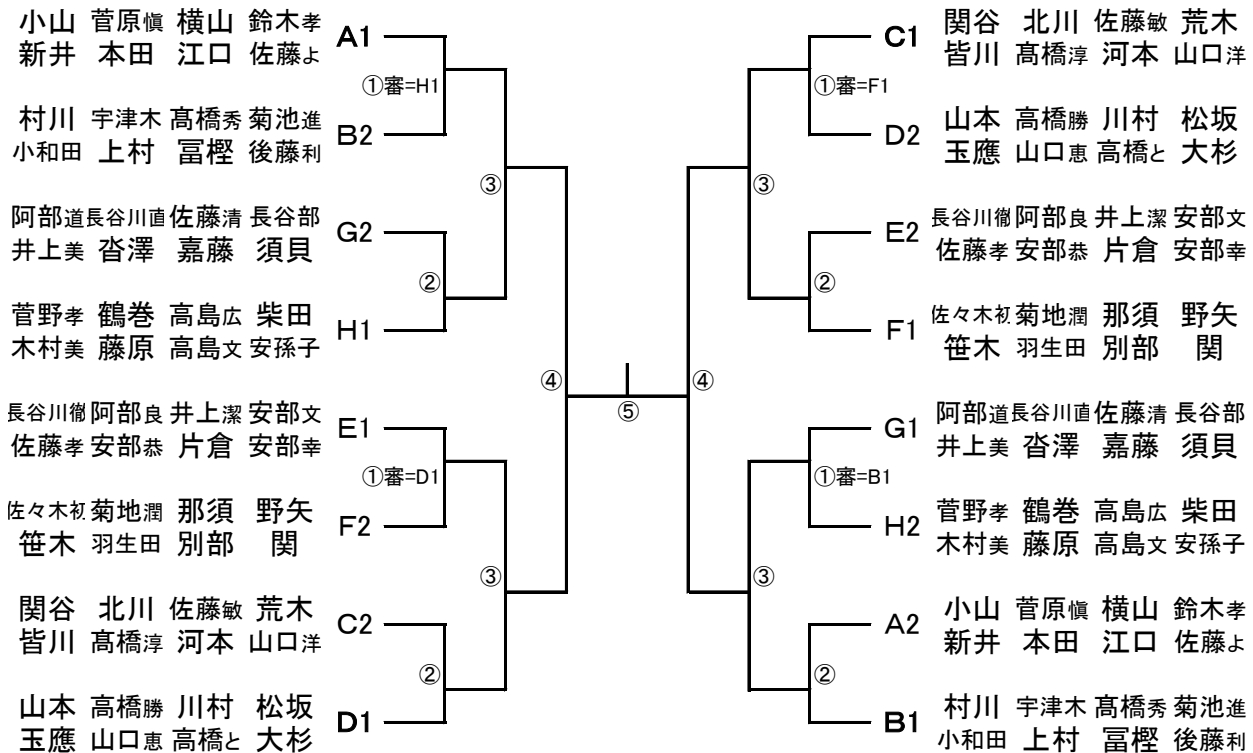 小山 菅原愼 横山 鈴木孝
新井 本田 江口 佐藤よ
A1
①審=H1
村川 宇津木 髙橋秀 菊池進
小和田 上村 冨樫 後藤利
B2
③
阿部道 長谷川直 佐藤清 長谷部
井上美 沓澤 嘉藤 須貝
G2
②
菅野孝 鶴巻 高島広 柴田
木村美 藤原 高島文 安孫子
H1
④
長谷川徹 阿部良 井上潔 安部文
佐藤孝 安部恭 片倉 安部幸
E1
①審=D1
佐々木初 菊地潤 那須 野矢
笹木 羽生田 別部 関
F2
③
関谷 北川 佐藤敏 荒木
皆川 髙橋淳 河本 山口洋
C2
②
山本 高橋勝 川村 松坂
玉應 山口恵 高橋と 大杉
D1
⑤
C1
関谷 北川 佐藤敏 荒木
皆川 髙橋淳 河本 山口洋
①審=F1
D2
山本 高橋勝 川村 松坂
玉應 山口恵 高橋と 大杉
③
E2
長谷川徹 阿部良 井上潔 安部文
佐藤孝 安部恭 片倉 安部幸
②
F1
佐々木初 菊地潤 那須 野矢
笹木 羽生田 別部 関
④
G1
阿部道 長谷川直 佐藤清 長谷部
井上美 沓澤 嘉藤 須貝
①審=B1
H2
菅野孝 鶴巻 高島広 柴田
木村美 藤原 高島文 安孫子
③
A2
小山 菅原愼 横山 鈴木孝
新井 本田 江口 佐藤よ
②
B1
村川 宇津木 髙橋秀 菊池進
小和田 上村 冨樫 後藤利